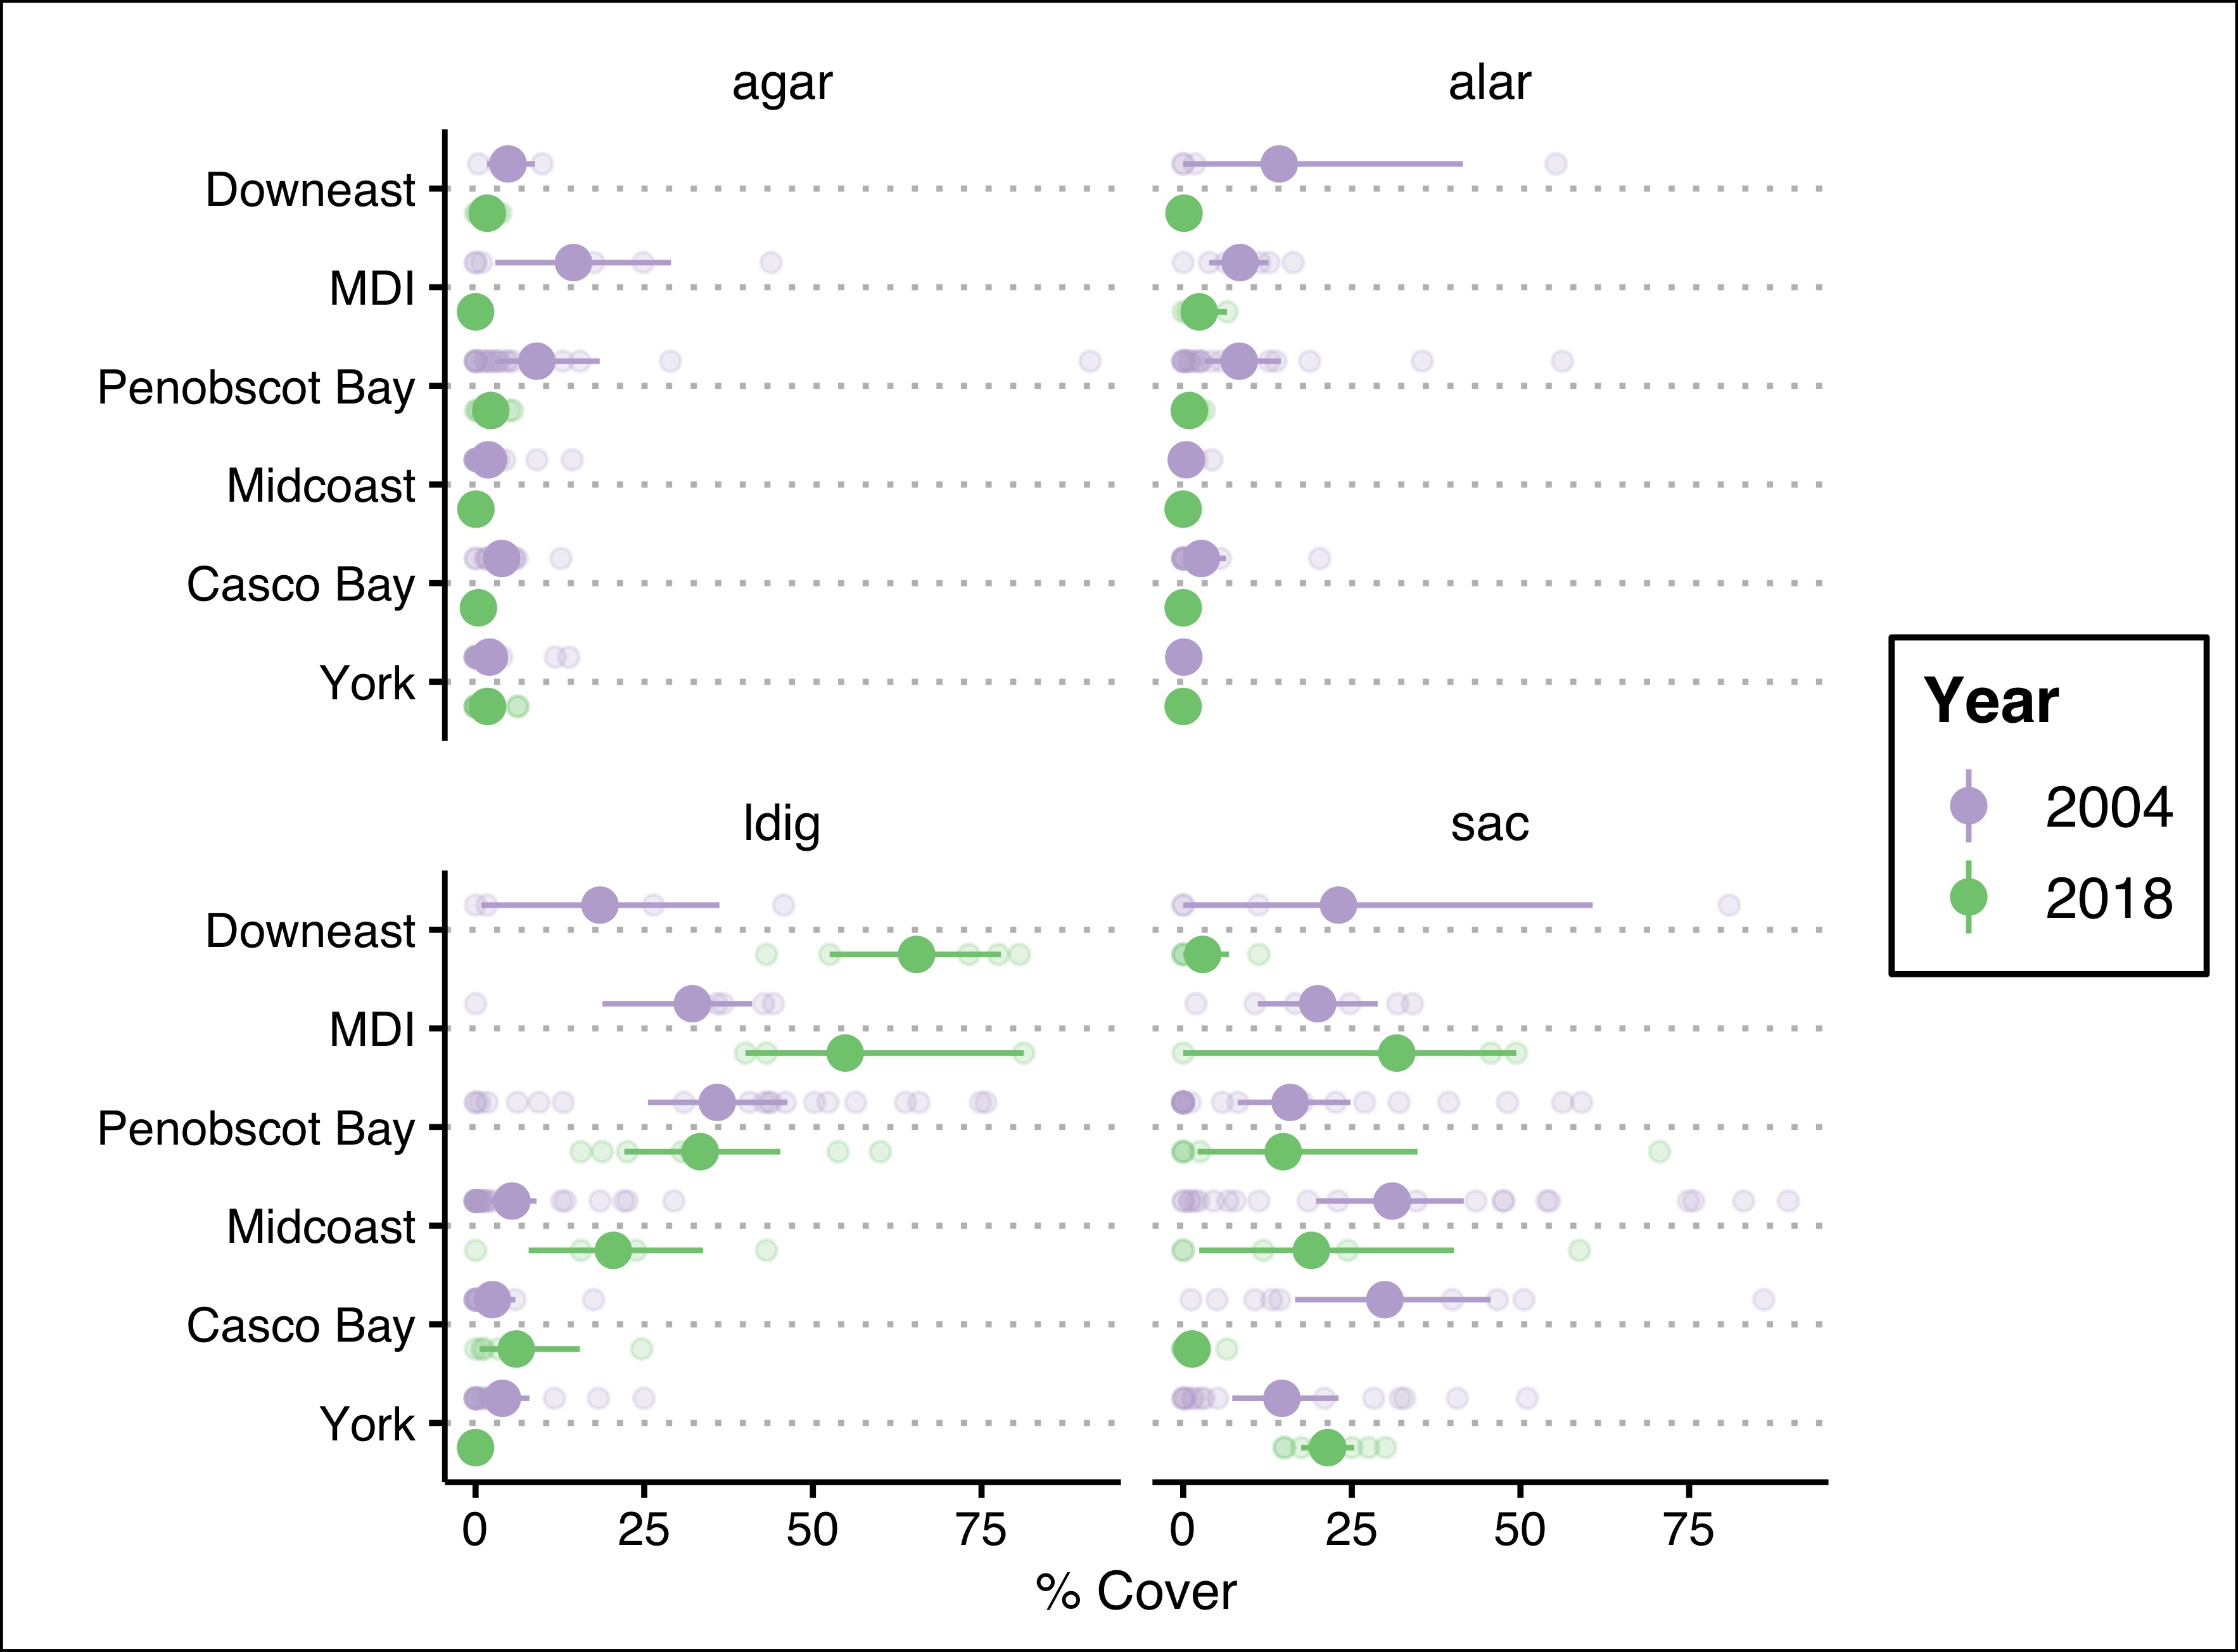 agar
alar
Downeast
MDI
Penobscot Bay
Midcoast
Casco Bay
York
ldig
sac
Downeast
MDI
Penobscot Bay
Midcoast
Casco Bay
York
0 25 50 75 0 25 50 75
% Cover
Year
2004
2018